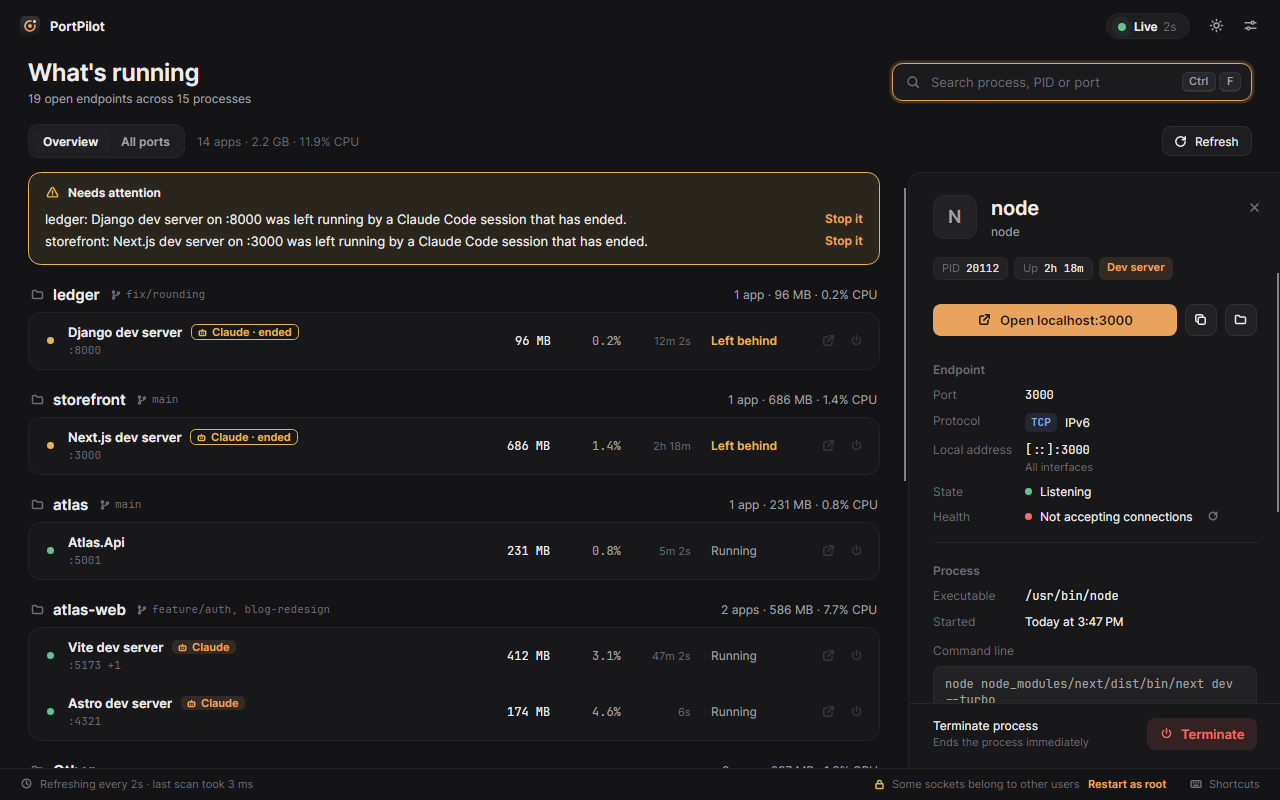 PortPilot
Live 2s
What's running
19 open endpoints across 15 processes
Search process, PID or port
Ctrl F
Overview All ports 14 apps · 2.2 GB · 11.9% CPU
Refresh
Needs attention
ledger: Django dev server on :8000 was left running by a Claude Code session that has ended. Stop it
storefront: Next.js dev server on :3000 was left running by a Claude Code session that has ended. Stop it
ledger fix/rounding 1 app · 96 MB · 0.2% CPU
Django dev server Claude · ended 96 MB 0.2% 12m 2s Left behind
:8000
storefront main 1 app · 686 MB · 1.4% CPU
Next.js dev server Claude · ended 686 MB 1.4% 2h 18m Left behind
:3000
atlas main 1 app · 231 MB · 0.8% CPU
Atlas.Api 231 MB 0.8% 5m 2s Running
:5001
atlas-web feature/auth, blog-redesign 2 apps · 586 MB · 7.7% CPU
Vite dev server Claude 412 MB 3.1% 47m 2s Running
:5173 +1
Astro dev server Claude 174 MB 4.6% 6s Running
:4321
N node
node
PID 20112 Up 2h 18m Dev server
Open localhost:3000
Endpoint
Port 3000
Protocol TCP IPv6
Local address [::]:3000
All interfaces
State Listening
Health Not accepting connections
Process
Executable /usr/bin/node
Started Today at 3:47 PM
Command line
node node_modules/next/dist/bin/next dev
--turbo
Terminate process
Ends the process immediately
Terminate
Refreshing every 2s · last scan took 3 ms
Some sockets belong to other users Restart as root Shortcuts